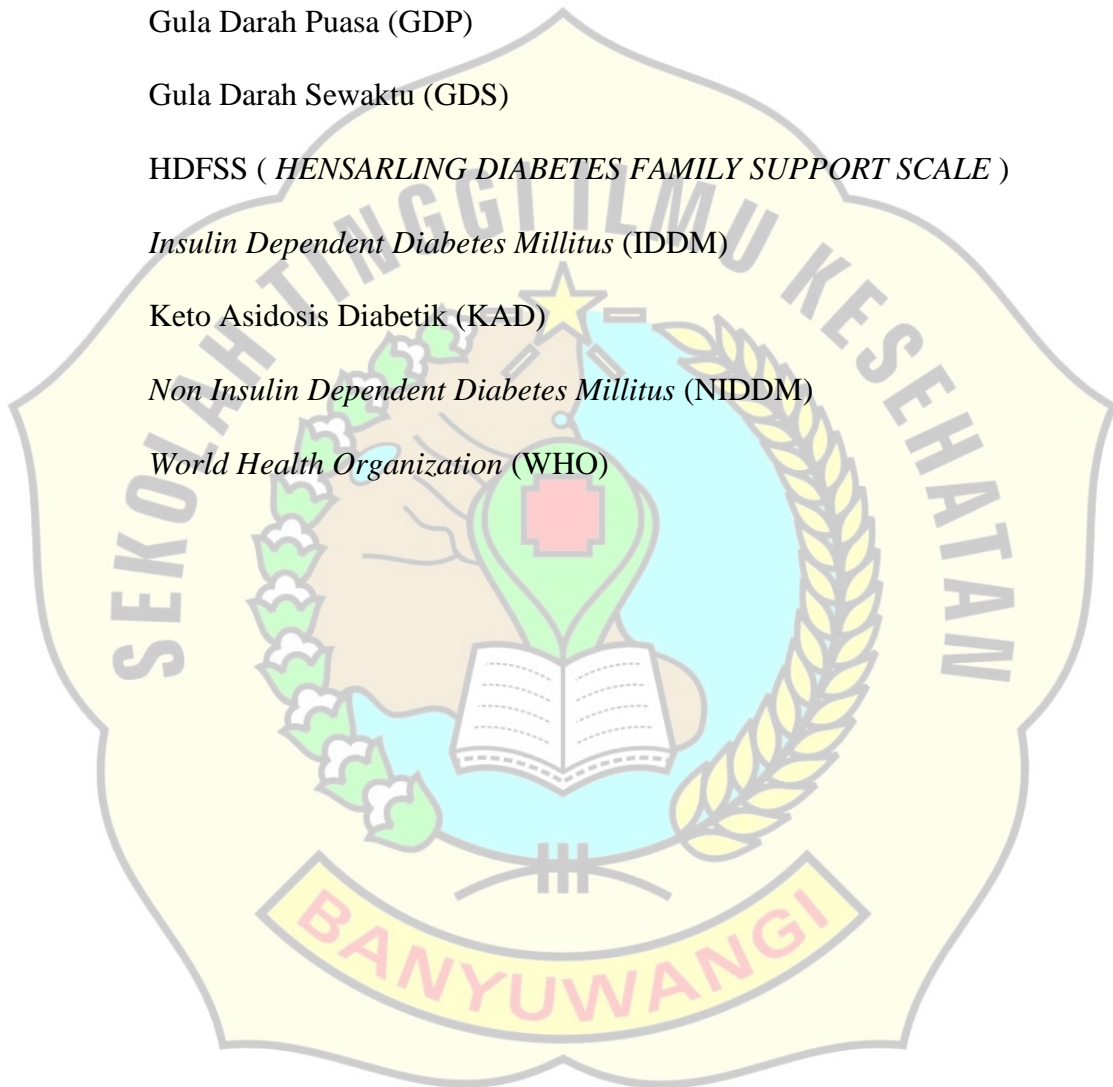 Gula Darah Puasa (GDP)
Gula Darah Sewaktu (GDS)
HDFSS ( HENSARLING DIABETES FAMILY SUPPORT SCALE )
Insulin Dependent Diabetes Millitus (IDDM)
Keto Asidosis Diabetik (KAD)
Non Insulin Dependent Diabetes Millitus (NIDDM)
World Health Organization (WHO)
SEKOLAH TINGGI ILMU KESEHATAN
BANYUWANGI